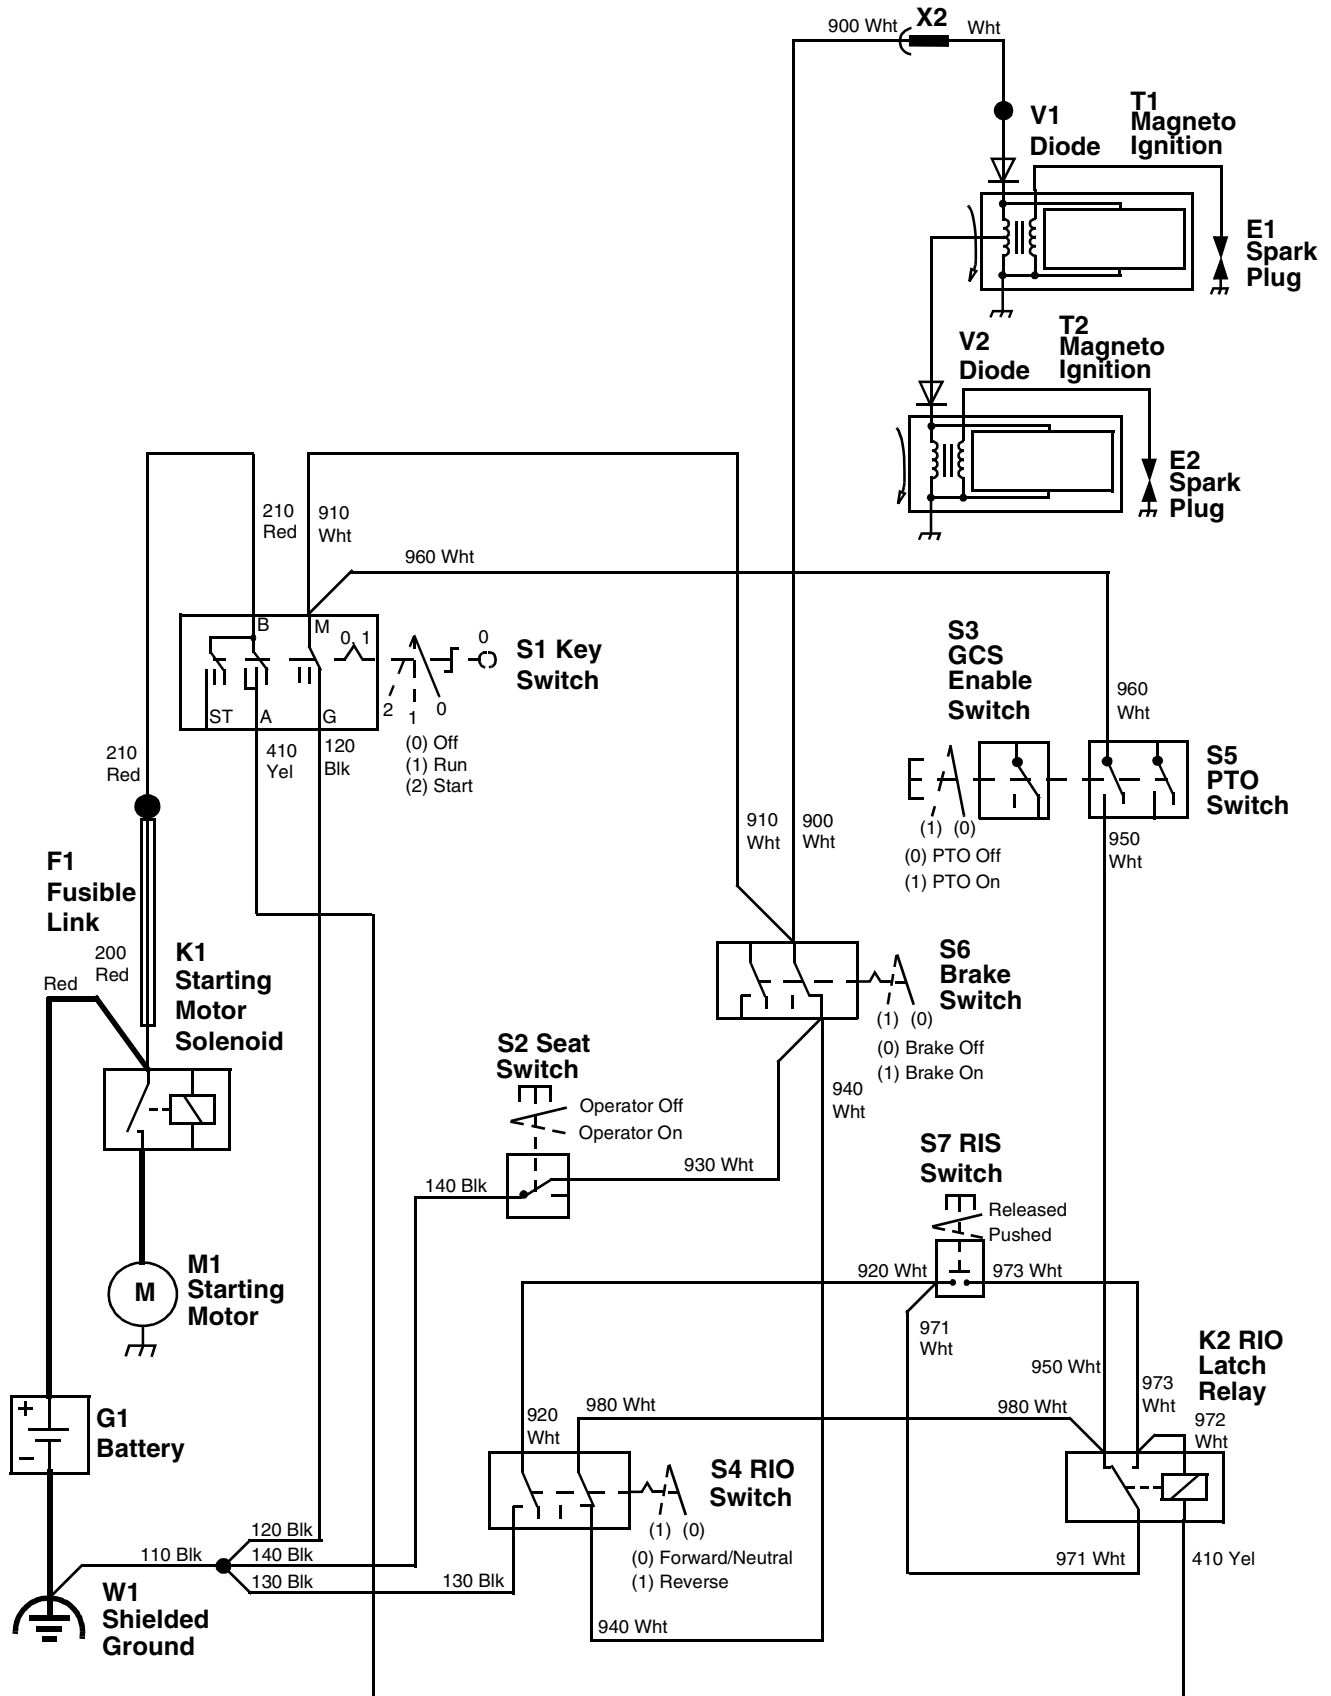 900 Wht
X2
Wht
V1
Diode
T1
Magneto
Ignition
E1
Spark
Plug
V2
Diode
T2
Magneto
Ignition
E2
Spark
Plug
210
Red
910
Wht
960 Wht
B
M
0 1
ST
A
G
2
1
0
0
S1 Key
Switch
(0) Off
(1) Run
(2) Start
410
Yel
120
Blk
S3
GCS
Enable
Switch
960
Wht
S5
PTO
Switch
(1) (0)
(0) PTO Off
(1) PTO On
950
Wht
210
Red
F1
Fusible
Link
200
Red
Red
K1
Starting
Motor
Solenoid
910
Wht
900
Wht
S6
Brake
Switch
(1) (0)
(0) Brake Off
(1) Brake On
940
Wht
S2 Seat
Switch
Operator Off
Operator On
930 Wht
140 Blk
S7 RIS
Switch
Released
Pushed
920 Wht
973 Wht
971
Wht
M
M1
Starting
Motor
K2 RIO
Latch
Relay
950 Wht
973
Wht
972
Wht
980 Wht
980 Wht
920
Wht
+
−
G1
Battery
S4 RIO
Switch
(1) (0)
(0) Forward/Neutral
(1) Reverse
120 Blk
110 Blk
140 Blk
130 Blk
130 Blk
971 Wht
410 Yel
940 Wht
W1
Shielded
Ground